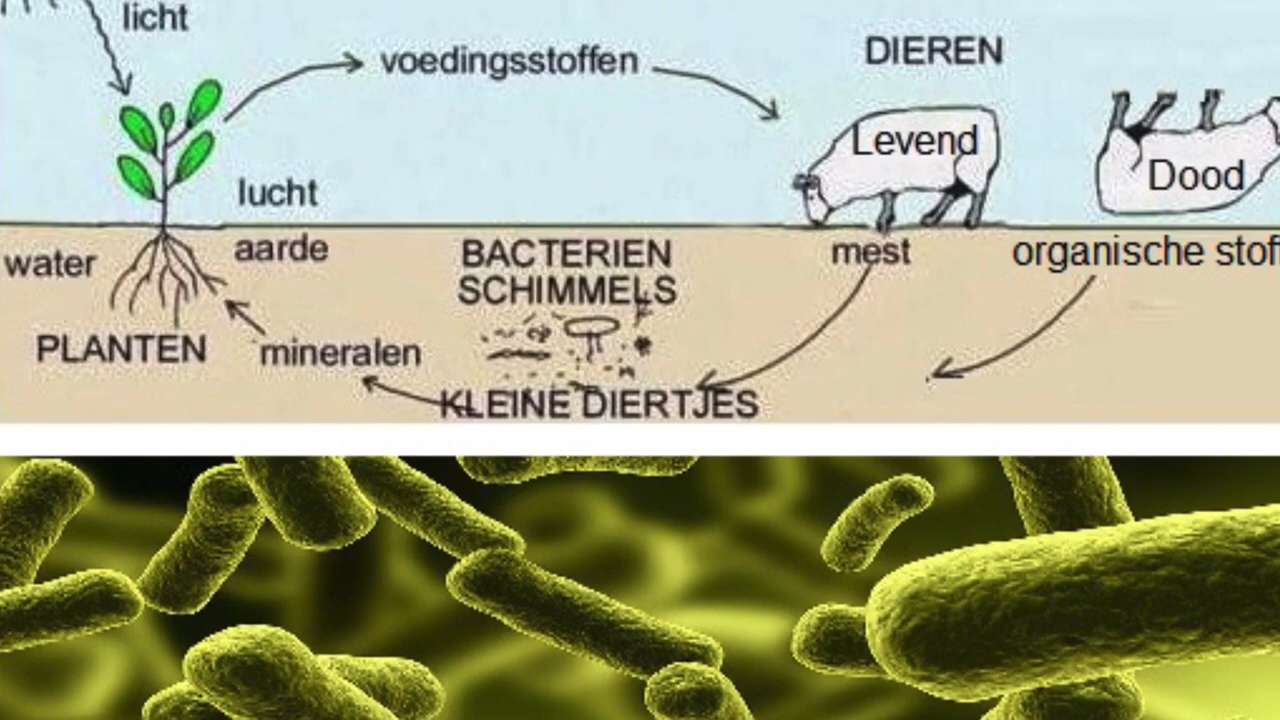 licht
voedingsstoffen
DIEREN
Levend
Dood
lucht
water
aarde
BACTERIEN
SCHIMMELS
mest
organische stof
PLANTEN
mineralen
KLEINE DIERTJES